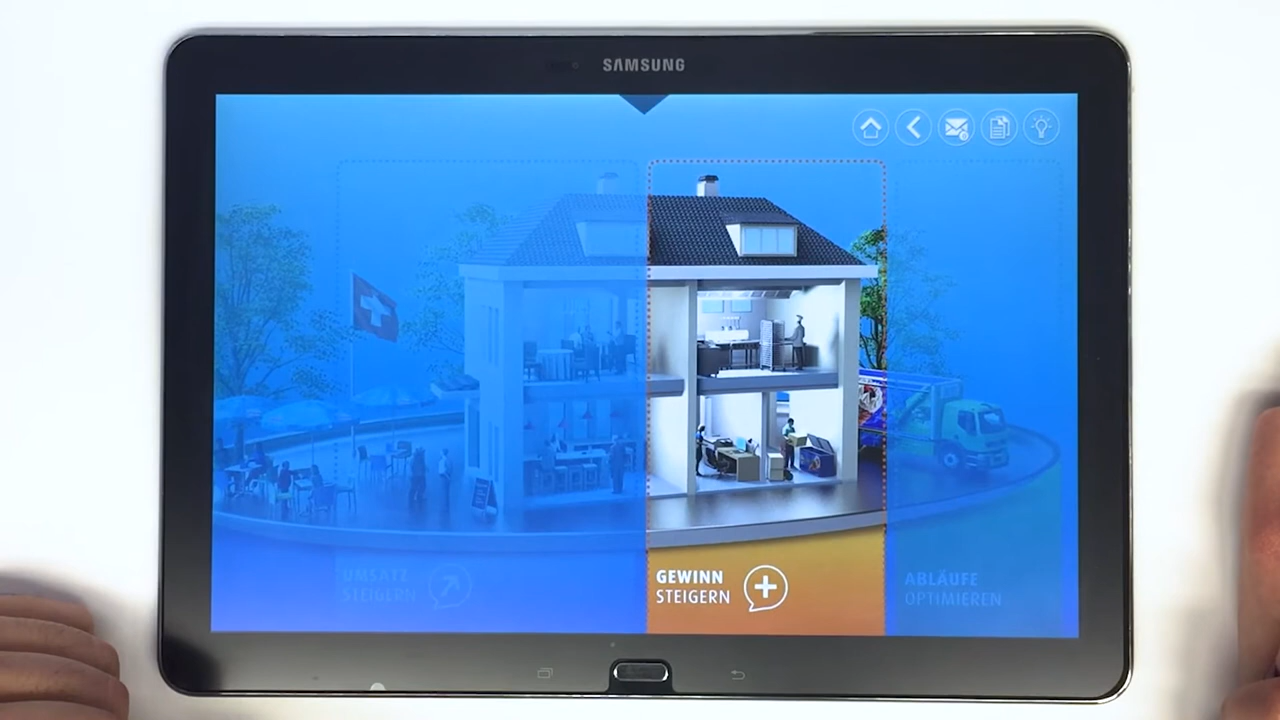 SAMSUNG
UMSATZ
STEIGERN
GEWINN
STEIGERN
ABLÄUFE
OPTIMIEREN